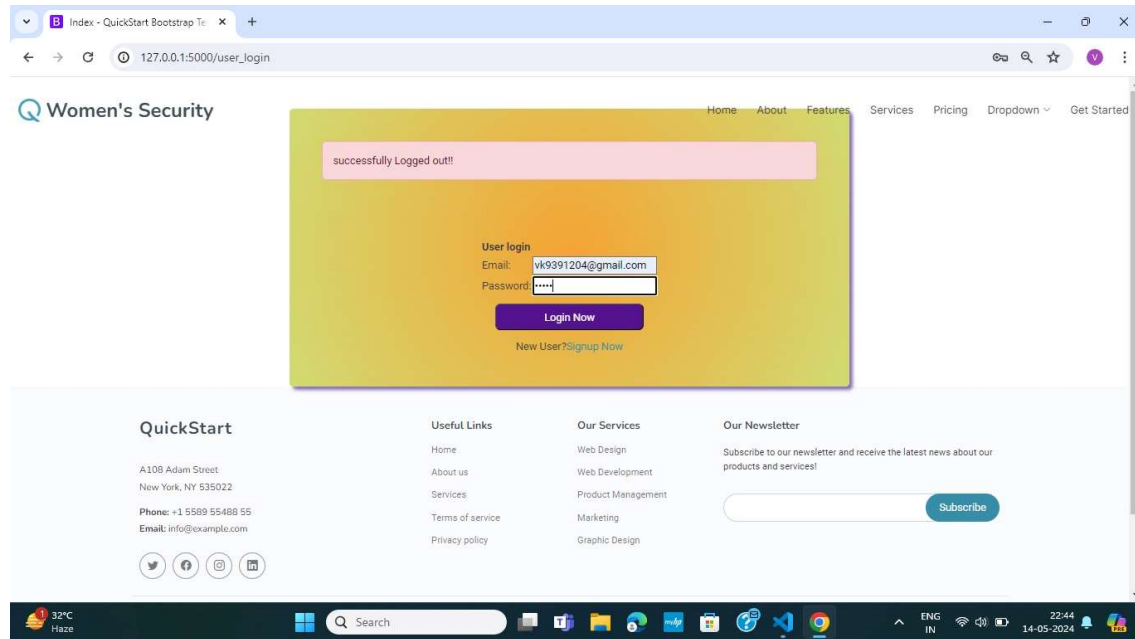 Index - QuickStart Bootstrap Te
127.0.0.1:5000/user_login
V
Women's Security
Home About Features Services Pricing Dropdown Get Started
successfully Logged out!!
User login
Email: vk9391204@gmail.com
Password: •••••
Login Now
New User?Signup Now
QuickStart
A108 Adam Street
New York, NY 535022
Phone: +1 5589 55488 55
Email: info@example.com
Useful Links
Home
About us
Services
Terms of service
Privacy policy
Our Services
Web Design
Web Development
Product Management
Marketing
Graphic Design
Our Newsletter
Subscribe to our newsletter and receive the latest news about our
products and services!
Subscribe
1
32°C
Haze
Search
myhp
ENG
IN
22:44
14-05-2024
PRE